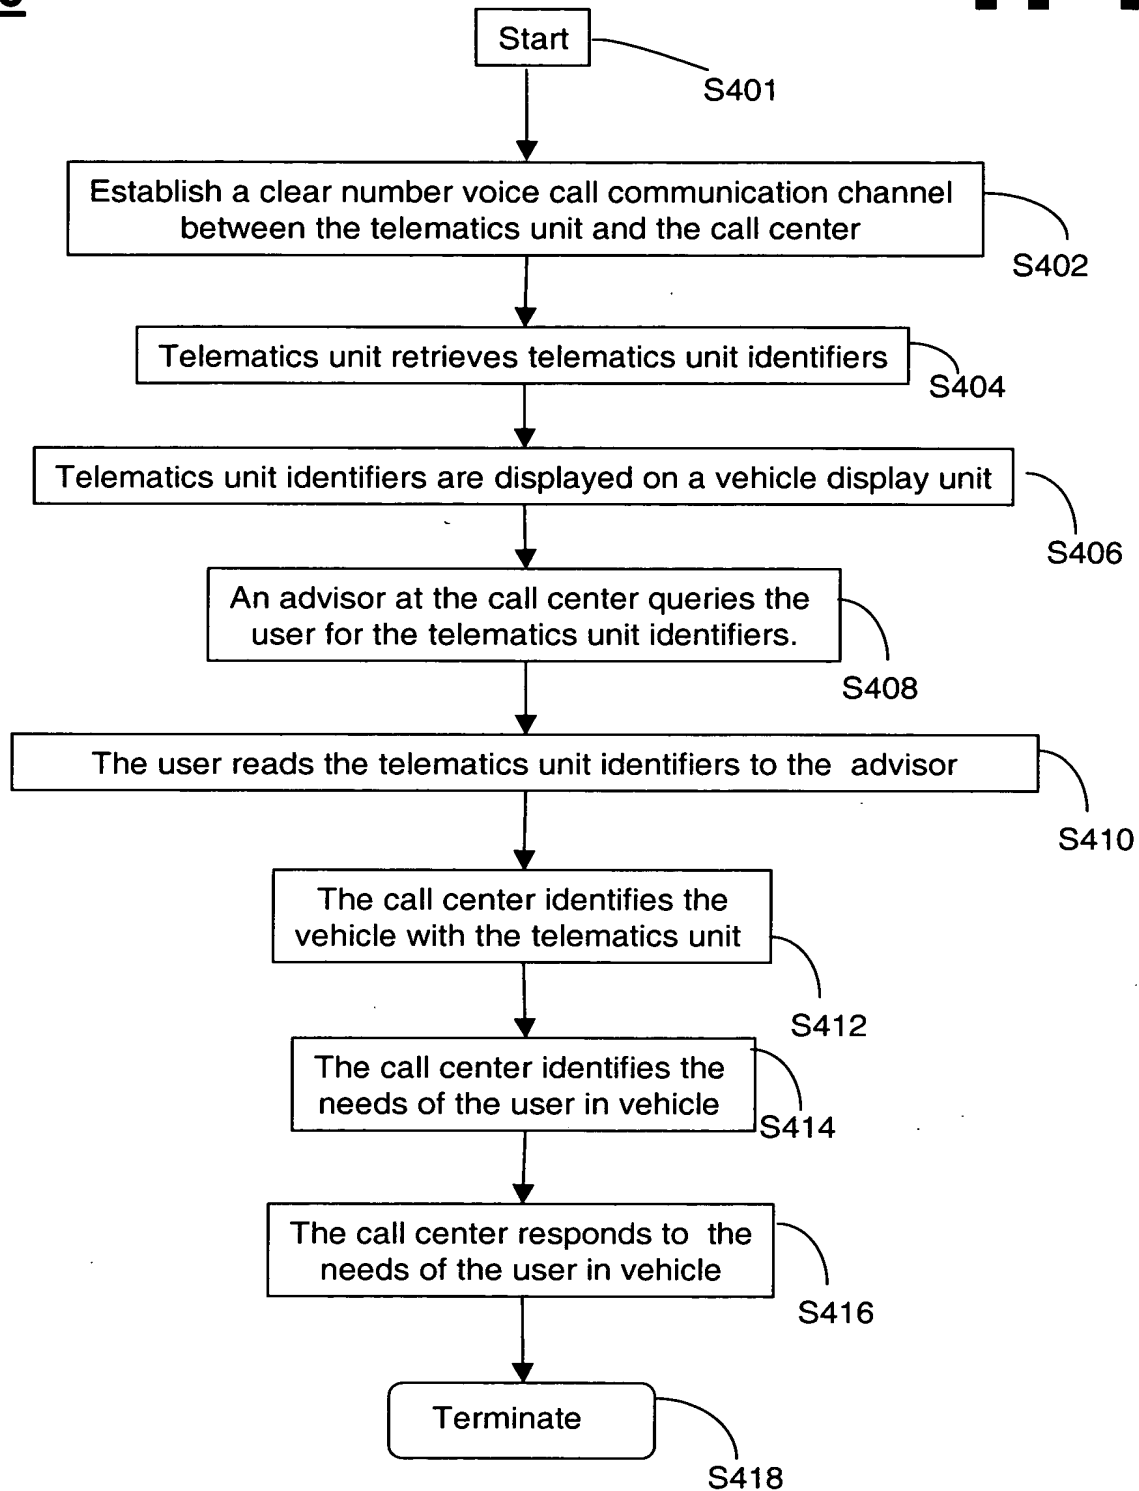 Start
S401
Establish a clear number voice call communication channel
between the telematics unit and the call center
S402
Telematics unit retrieves telematics unit identifiers
S404
Telematics unit identifiers are displayed on a vehicle display unit
S406
An advisor at the call center queries the
user for the telematics unit identifiers.
S408
The user reads the telematics unit identifiers to the advisor
S410
The call center identifies the
vehicle with the telematics unit
S412
The call center identifies the
needs of the user in vehicle
S414
The call center responds to the
needs of the user in vehicle
S416
Terminate
S418